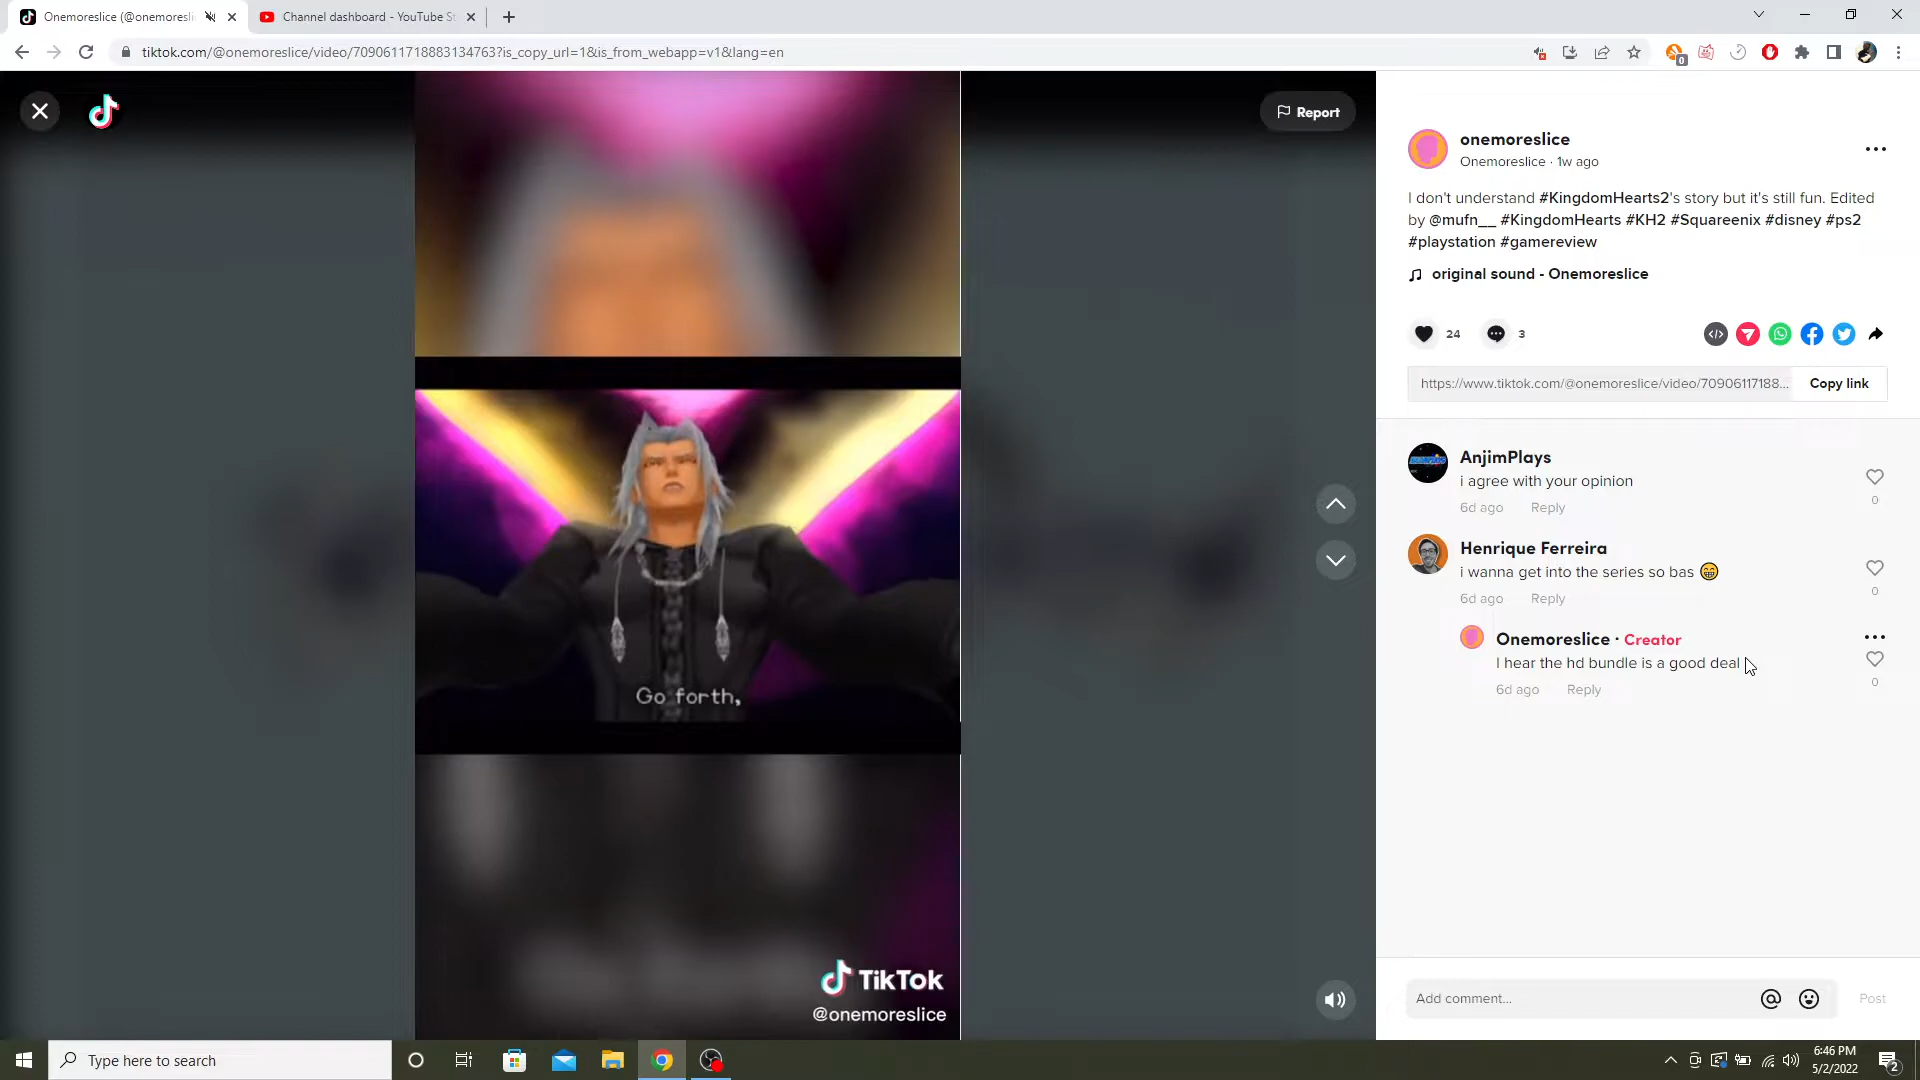 Onemoreslice (@onemoresli
Channel dashboard - YouTube St
tiktok.com/@onemoreslice/video/7090611718883134763?is_copy_url=1&is_from_webapp=v1&lang=en
0
Report
onemoreslice
Onemoreslice · 1w ago
I don't understand #KingdomHearts2's story but it's still fun. Edited
by @mufn__ #KingdomHearts #KH2 #Squareenix #disney #ps2
#playstation #gamereview
original sound - Onemoreslice
24
3
https://www.tiktok.com/@onemoreslice/video/70906117188...
Copy link
AnjimPlays
i agree with your opinion
6d ago Reply
0
Henrique Ferreira
i wanna get into the series so bas 😁
6d ago Reply
0
Onemoreslice · Creator
I hear the hd bundle is a good deal
6d ago Reply
0
Go forth,
TikTok
@onemoreslice
Add comment...
Post
Type here to search
6:46 PM
5/2/2022
2